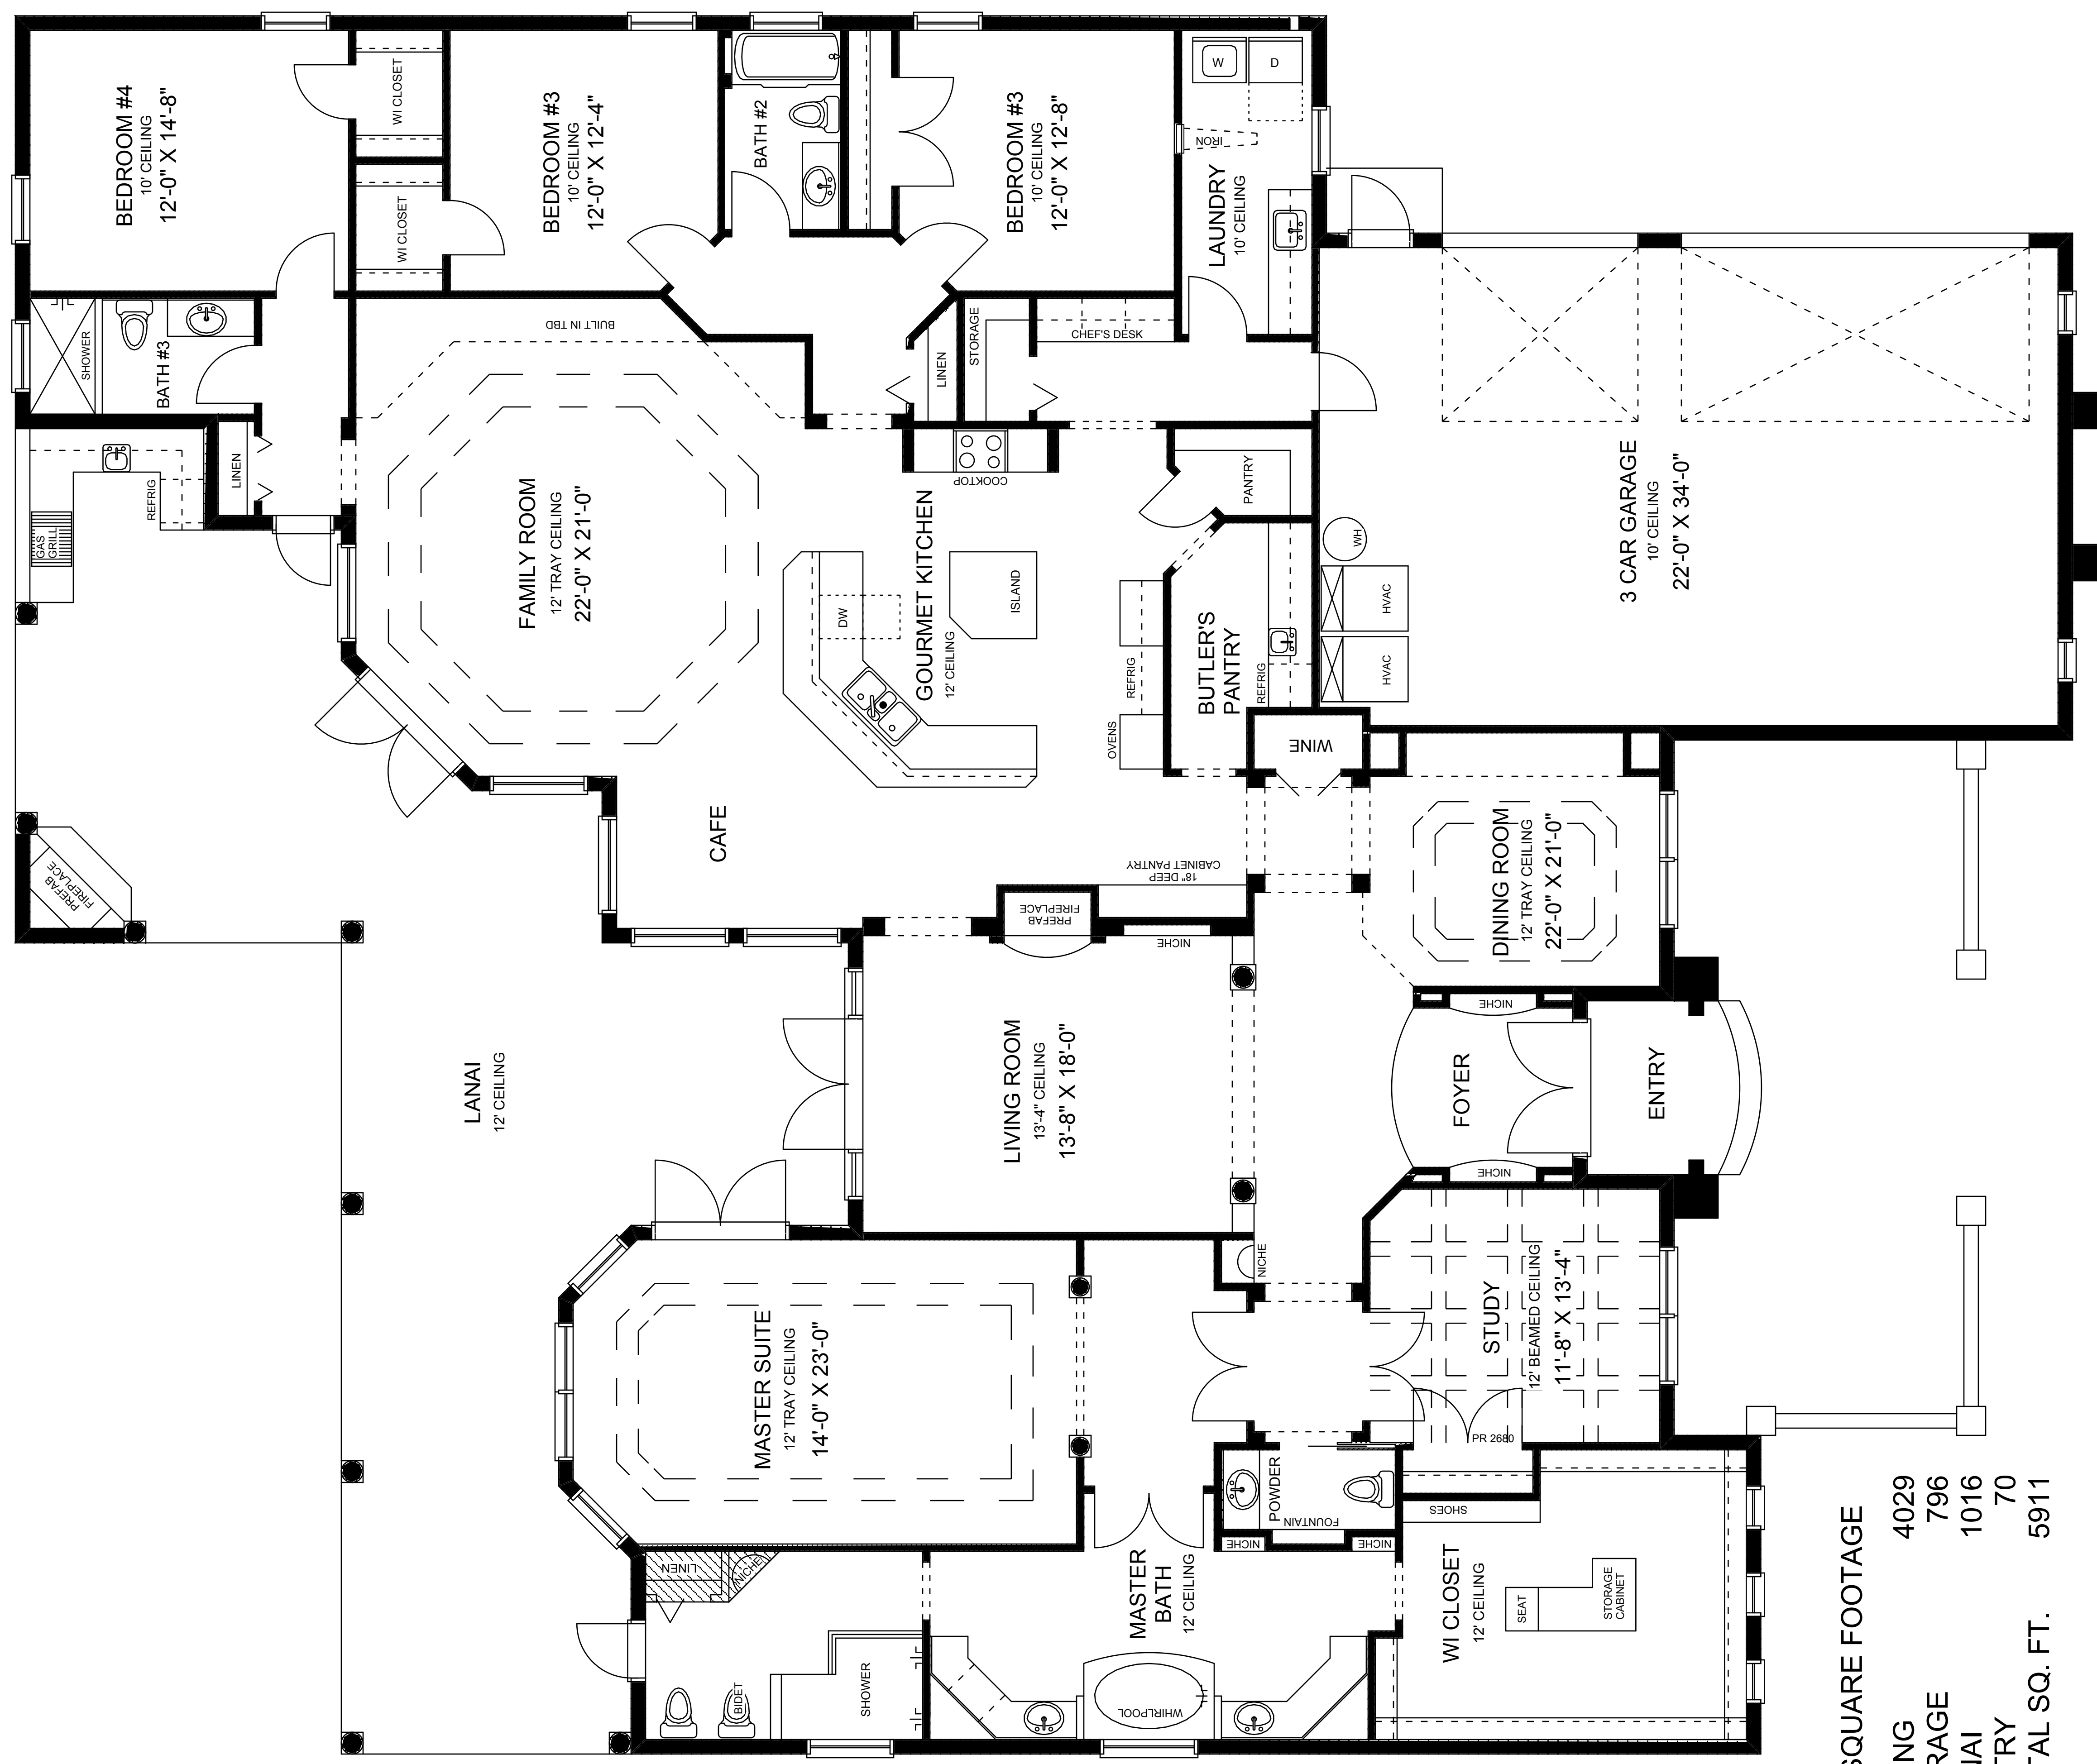 BEDROOM #4
10' CEILING
12'-0" X 14'-8"
WI CLOSET
WI CLOSET
BEDROOM #3
10' CEILING
12'-0" X 12'-4"
BATH #2
BEDROOM #3
10' CEILING
12'-0" X 12'-8"
W
D
IRON
LAUNDRY
10' CEILING
SHOWER
BATH #3
LINEN
BUILT IN TBD
LINEN
STORAGE
CHEF'S DESK
GAS
GRILL
REFRIG
FAMILY ROOM
12' TRAY CEILING
22'-0" X 21'-0"
COOKTOP
GOURMET KITCHEN
12' CEILING
DW
ISLAND
PANTRY
REFRIG
OVENS
BUTLER'S
PANTRY
REFRIG
WH
HVAC
HVAC
3 CAR GARAGE
10' CEILING
22'-0" X 34'-0"
WINE
PREFAB
FIREPLACE
CAFE
18" DEEP
CABINET PANTRY
PREFAB
FIREPLACE
NICHE
DINING ROOM
12' TRAY CEILING
22'-0" X 21'-0"
LANAI
12' CEILING
LIVING ROOM
13'-4" CEILING
13'-8" X 18'-0"
NICHE
FOYER
NICHE
ENTRY
NICHE
MASTER SUITE
12' TRAY CEILING
14'-0" X 23'-0"
STUDY
12' BEAMED CEILING
11'-8" X 13'-4"
PR 2680
POWDER
FOUNTAIN
NICHE
NICHE
SHOES
LINEN
NICHE
BIDET
SHOWER
MASTER
BATH
12' CEILING
WHIRLPOOL
WI CLOSET
12' CEILING
SEAT
STORAGE
CABINET
SQUARE FOOTAGE
NG 4029
RAGE 796
NAI 1016
TRY 70
TAL SQ. FT. 5911